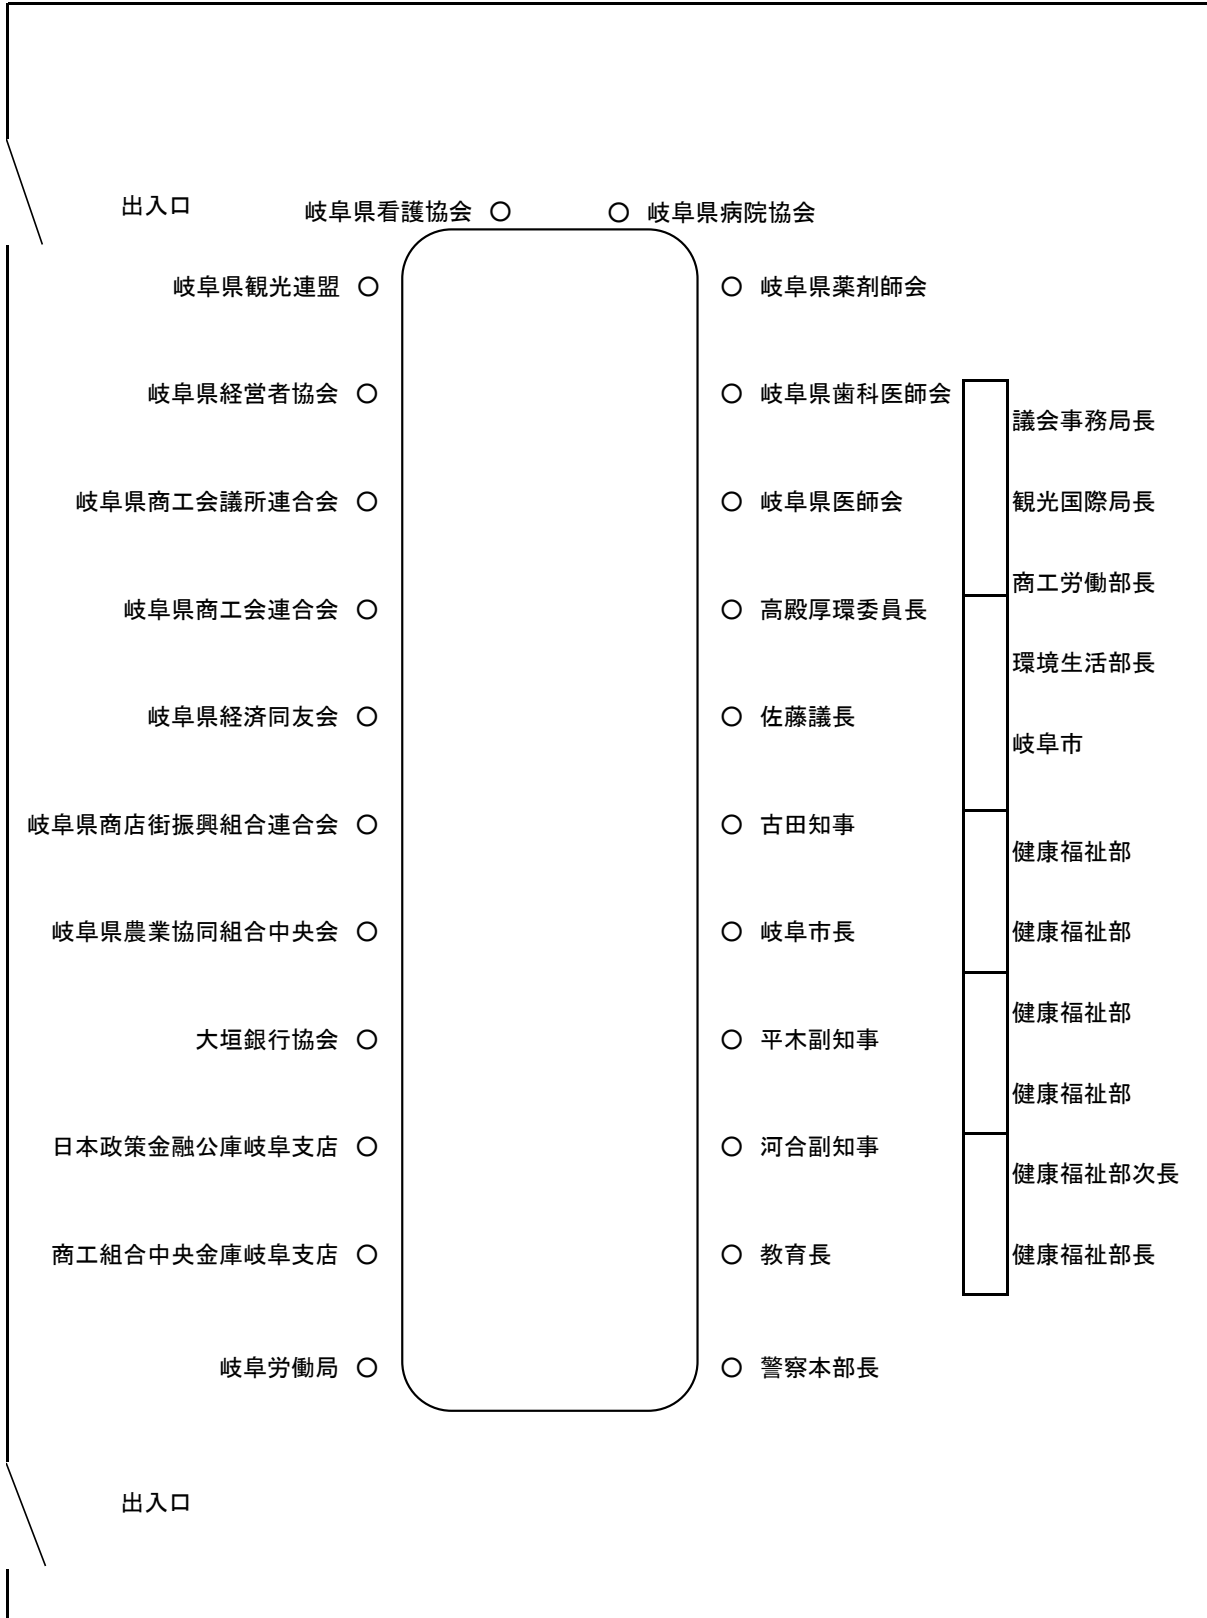 出入口
岐阜県看護協会 ○
○ 岐阜県病院協会
岐阜県観光連盟 ○
○ 岐阜県薬剤師会
岐阜県経営者協会 ○
○ 岐阜県歯科医師会
議会事務局長
岐阜県商工会議所連合会 ○
○ 岐阜県医師会
観光国際局長
商工労働部長
岐阜県商工会連合会 ○
○ 高殿厚環委員長
環境生活部長
岐阜県経済同友会 ○
○ 佐藤議長
岐阜市
岐阜県商店街振興組合連合会 ○
○ 古田知事
健康福祉部
岐阜県農業協同組合中央会 ○
○ 岐阜市長
健康福祉部
健康福祉部
大垣銀行協会 ○
○ 平木副知事
健康福祉部
日本政策金融公庫岐阜支店 ○
○ 河合副知事
健康福祉部次長
商工組合中央金庫岐阜支店 ○
○ 教育長
健康福祉部長
岐阜労働局 ○
○ 警察本部長
出入口